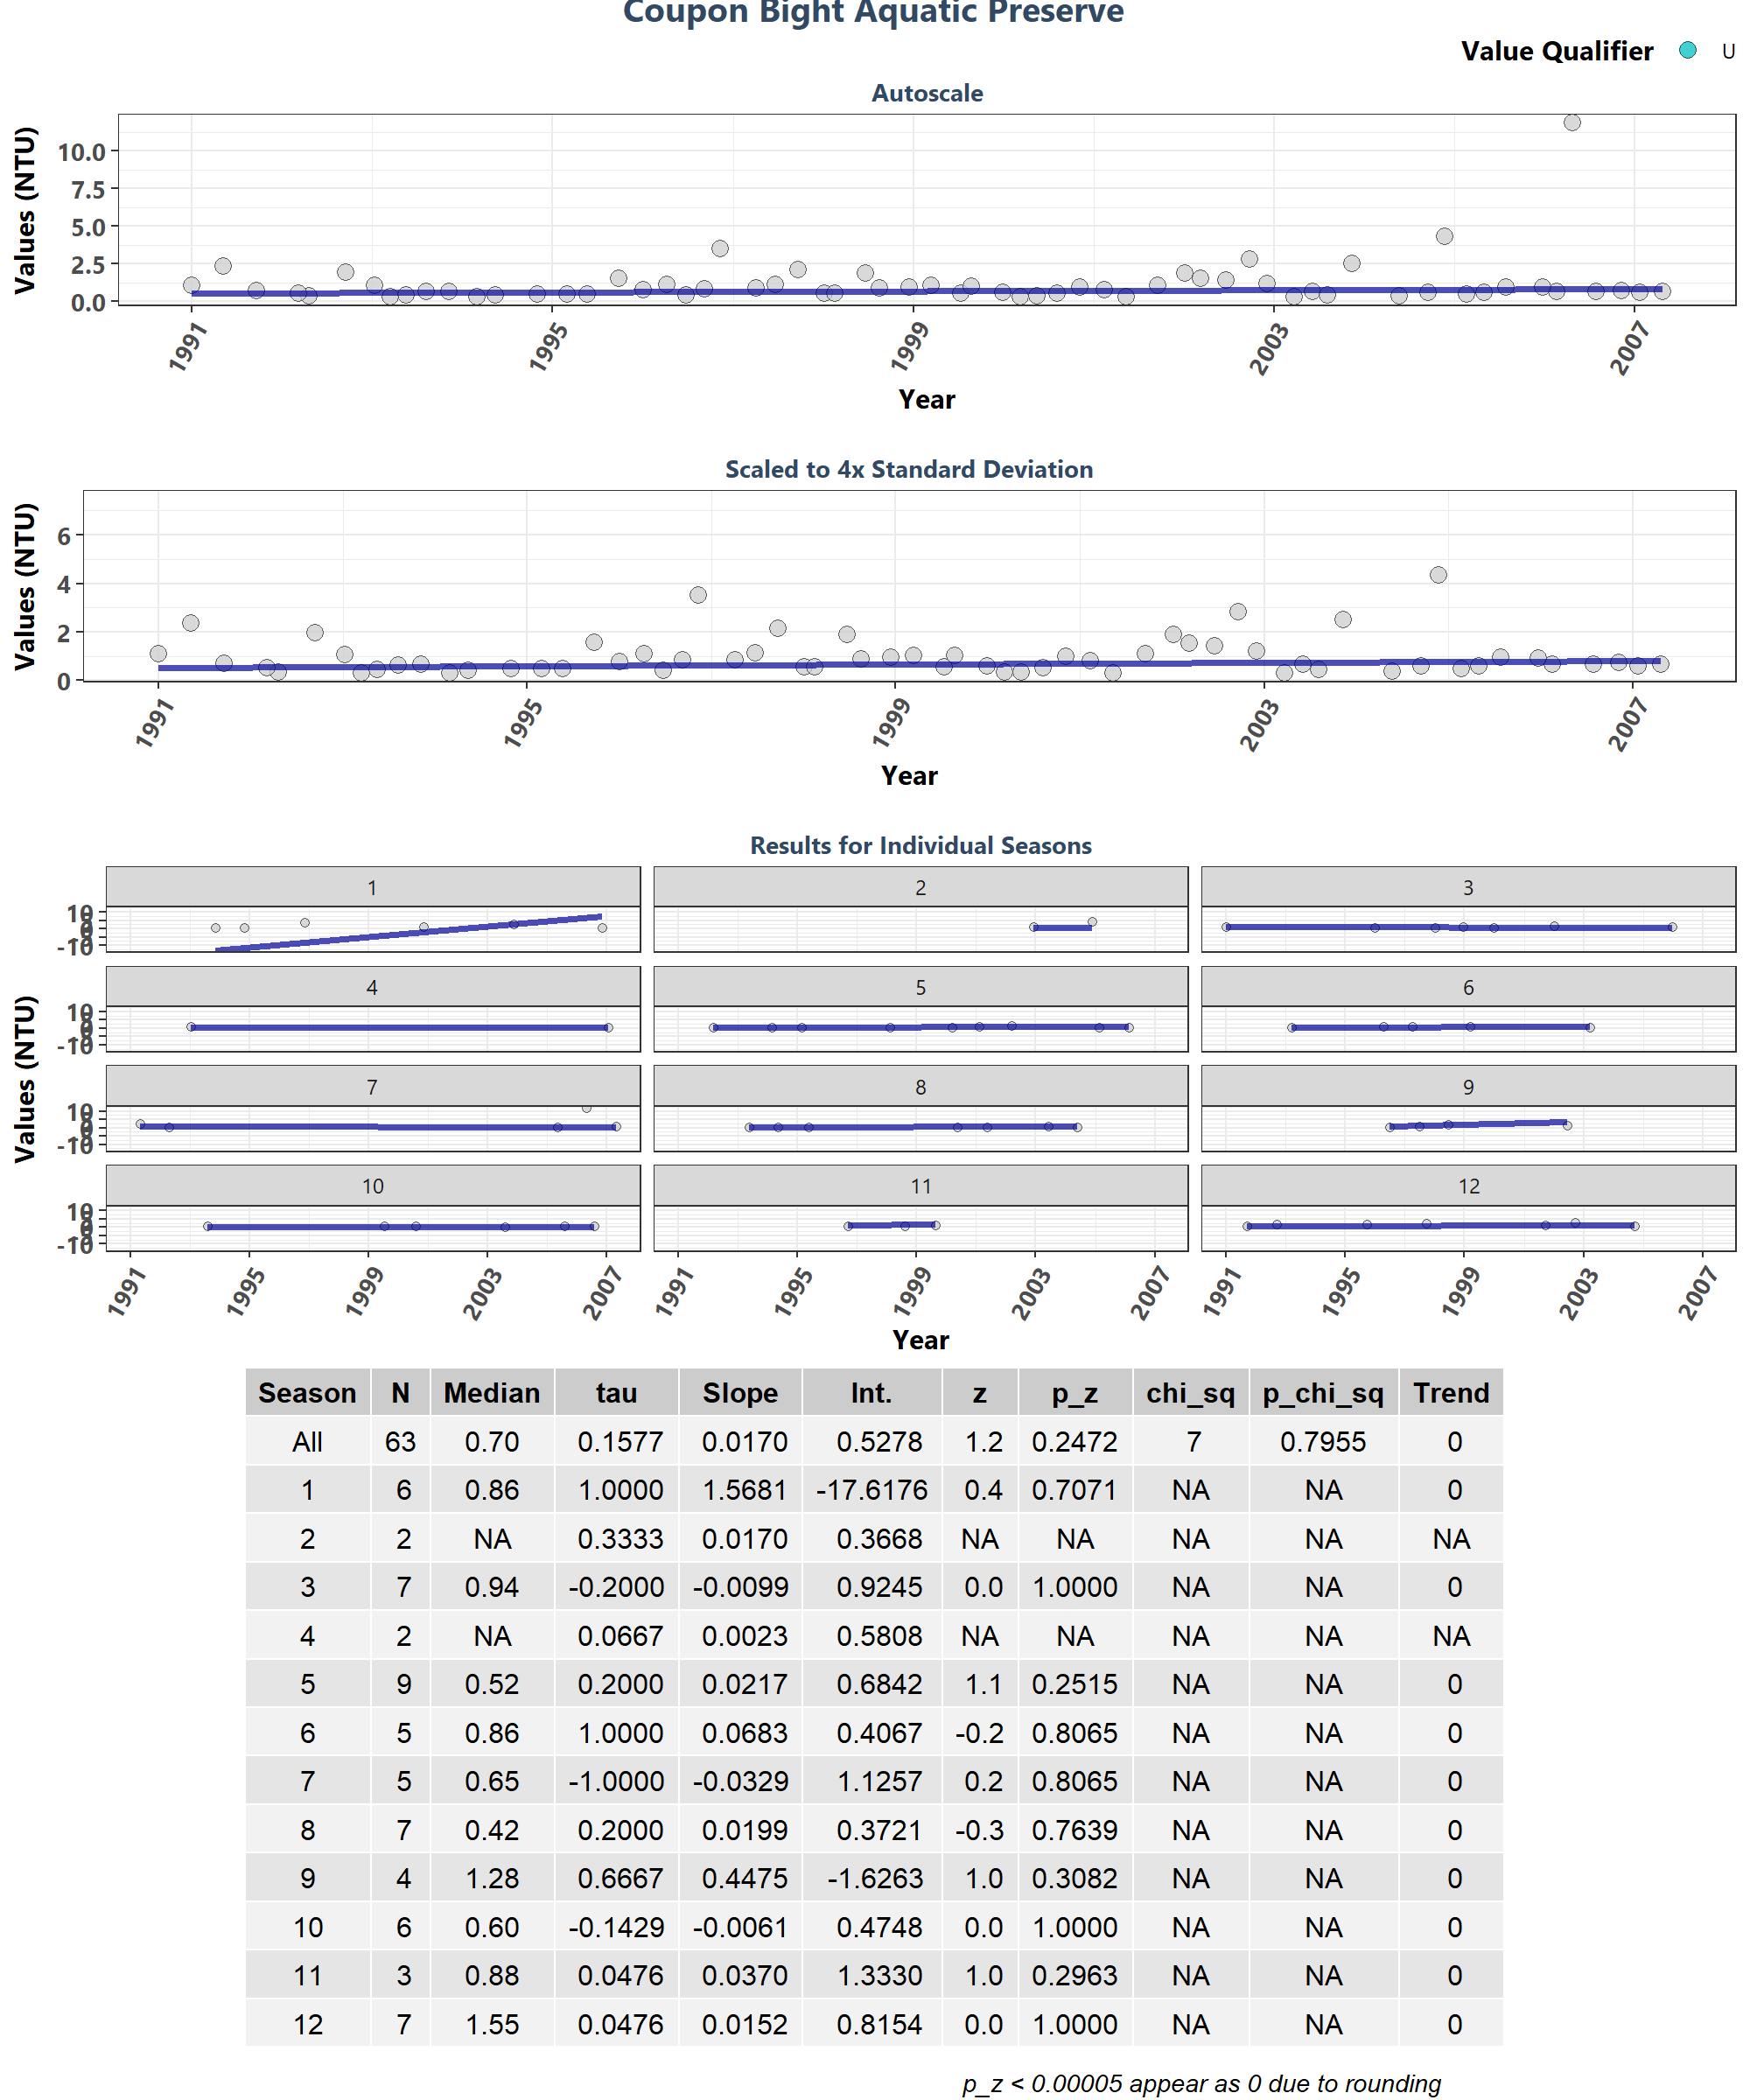 Coupon Bight Aquatic Preserve
Value Qualifier U
Autoscale
Values (NTU)
10.0
7.5
5.0
2.5
0.0
1991 1995 1999 2003 2007
Year
Scaled to 4x Standard Deviation
Values (NTU)
6
4
2
0
1991 1995 1999 2003 2007
Year
Results for Individual Seasons
Values (NTU)
1 2 3
10
-10
4 5 6
10
-10
7 8 9
10
-10
10 11 12
10
-10
1991 1995 1999 2003 2007 1991 1995 1999 2003 2007 1991 1995 1999 2003 2007
Year
Season N Median tau Slope Int. z p_z chi_sq p_chi_sq Trend
All 63 0.70 0.1577 0.0170 0.5278 1.2 0.2472 7 0.7955 0
1 6 0.86 1.0000 1.5681 -17.6176 0.4 0.7071 NA NA 0
2 2 NA 0.3333 0.0170 0.3668 NA NA NA NA NA
3 7 0.94 -0.2000 -0.0099 0.9245 0.0 1.0000 NA NA 0
4 2 NA 0.0667 0.0023 0.5808 NA NA NA NA NA
5 9 0.52 0.2000 0.0217 0.6842 1.1 0.2515 NA NA 0
6 5 0.86 1.0000 0.0683 0.4067 -0.2 0.8065 NA NA 0
7 5 0.65 -1.0000 -0.0329 1.1257 0.2 0.8065 NA NA 0
8 7 0.42 0.2000 0.0199 0.3721 -0.3 0.7639 NA NA 0
9 4 1.28 0.6667 0.4475 -1.6263 1.0 0.3082 NA NA 0
10 6 0.60 -0.1429 -0.0061 0.4748 0.0 1.0000 NA NA 0
11 3 0.88 0.0476 0.0370 1.3330 1.0 0.2963 NA NA 0
12 7 1.55 0.0476 0.0152 0.8154 0.0 1.0000 NA NA 0
p_z < 0.00005 appear as 0 due to rounding